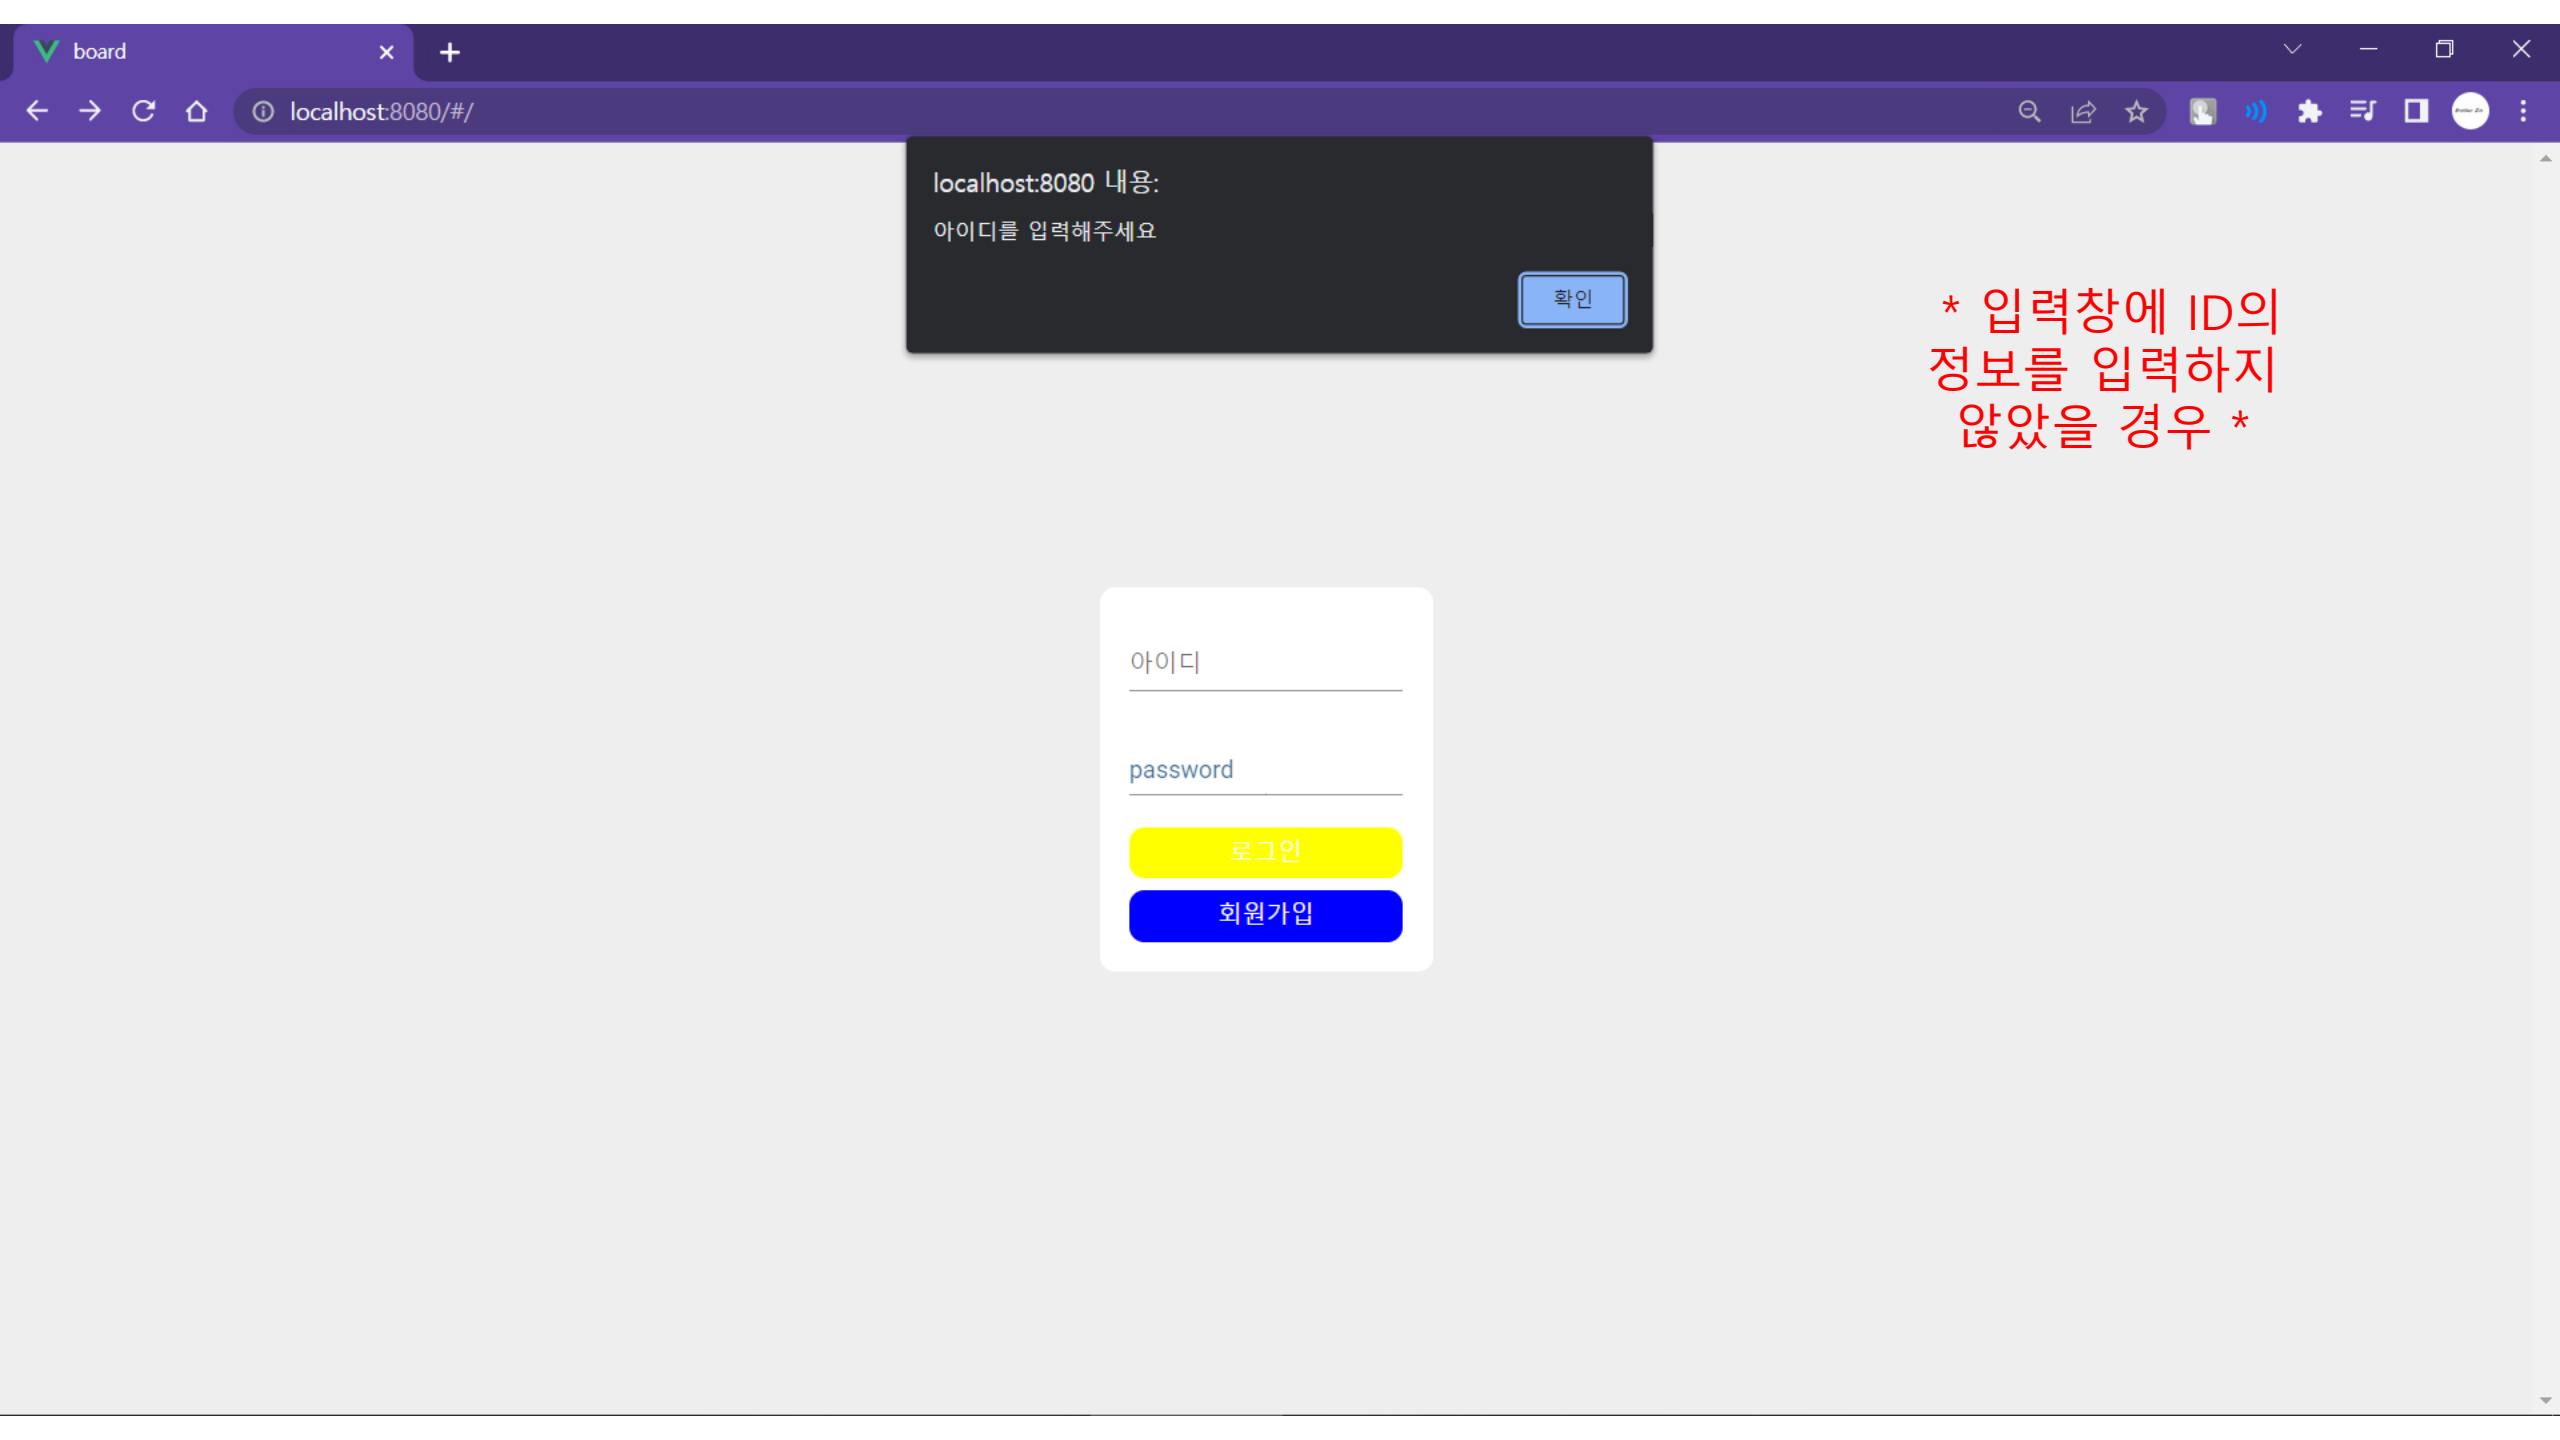 board
localhost:8080/#/
localhost:8080 내용:
아이디를 입력해주세요
확인
* 입력창에 ID의
정보를 입력하지
않았을 경우 *
아이디
password
로그인
회원가입